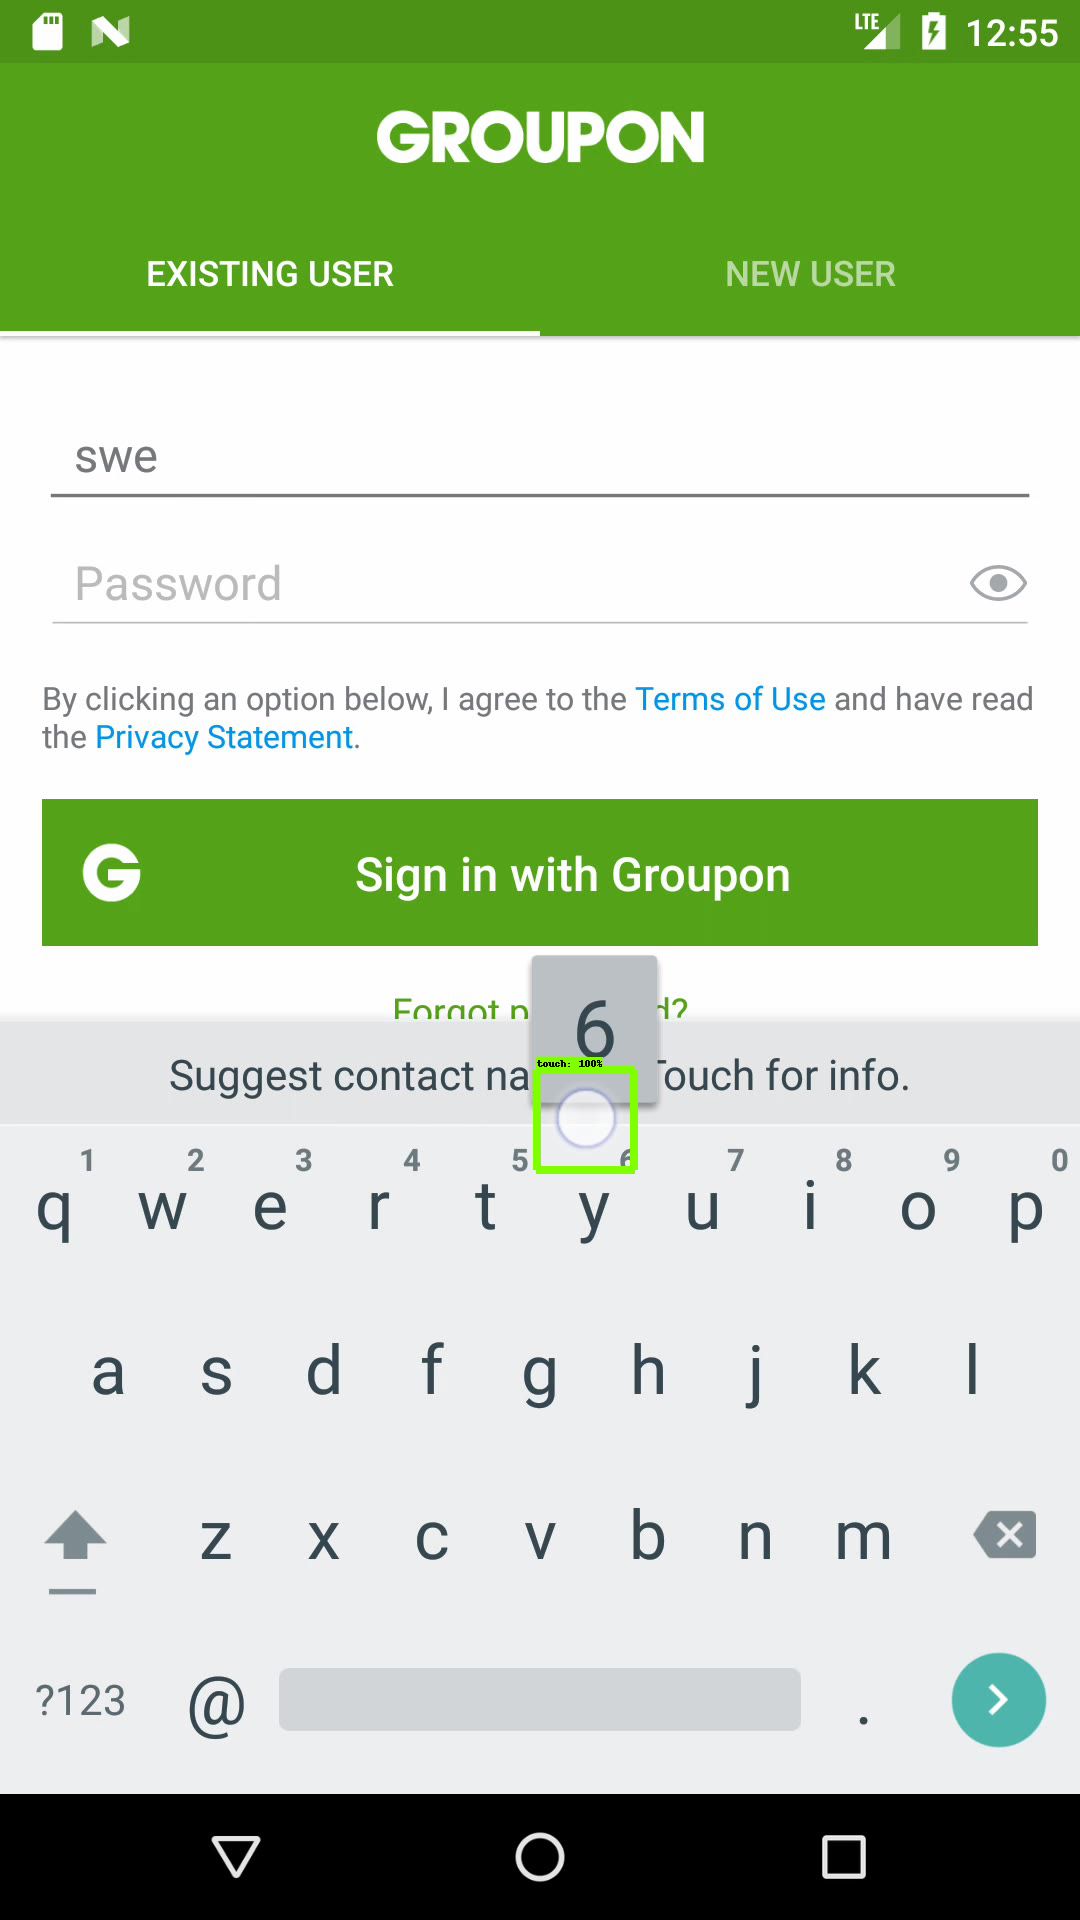 LTE 12:55
GROUPON
EXISTING USER NEW USER
swe
Password
By clicking an option below, I agree to the Terms of Use and have read
the Privacy Statement.
G Sign in with Groupon
6
Forgot p d?
touch: 100%
Suggest contact na Touch for info.
1 2 3 4 5 6 7 8 9 0
q w e r t y u i o p
a s d f g h j k l
z x c v b n m
?123 @ .